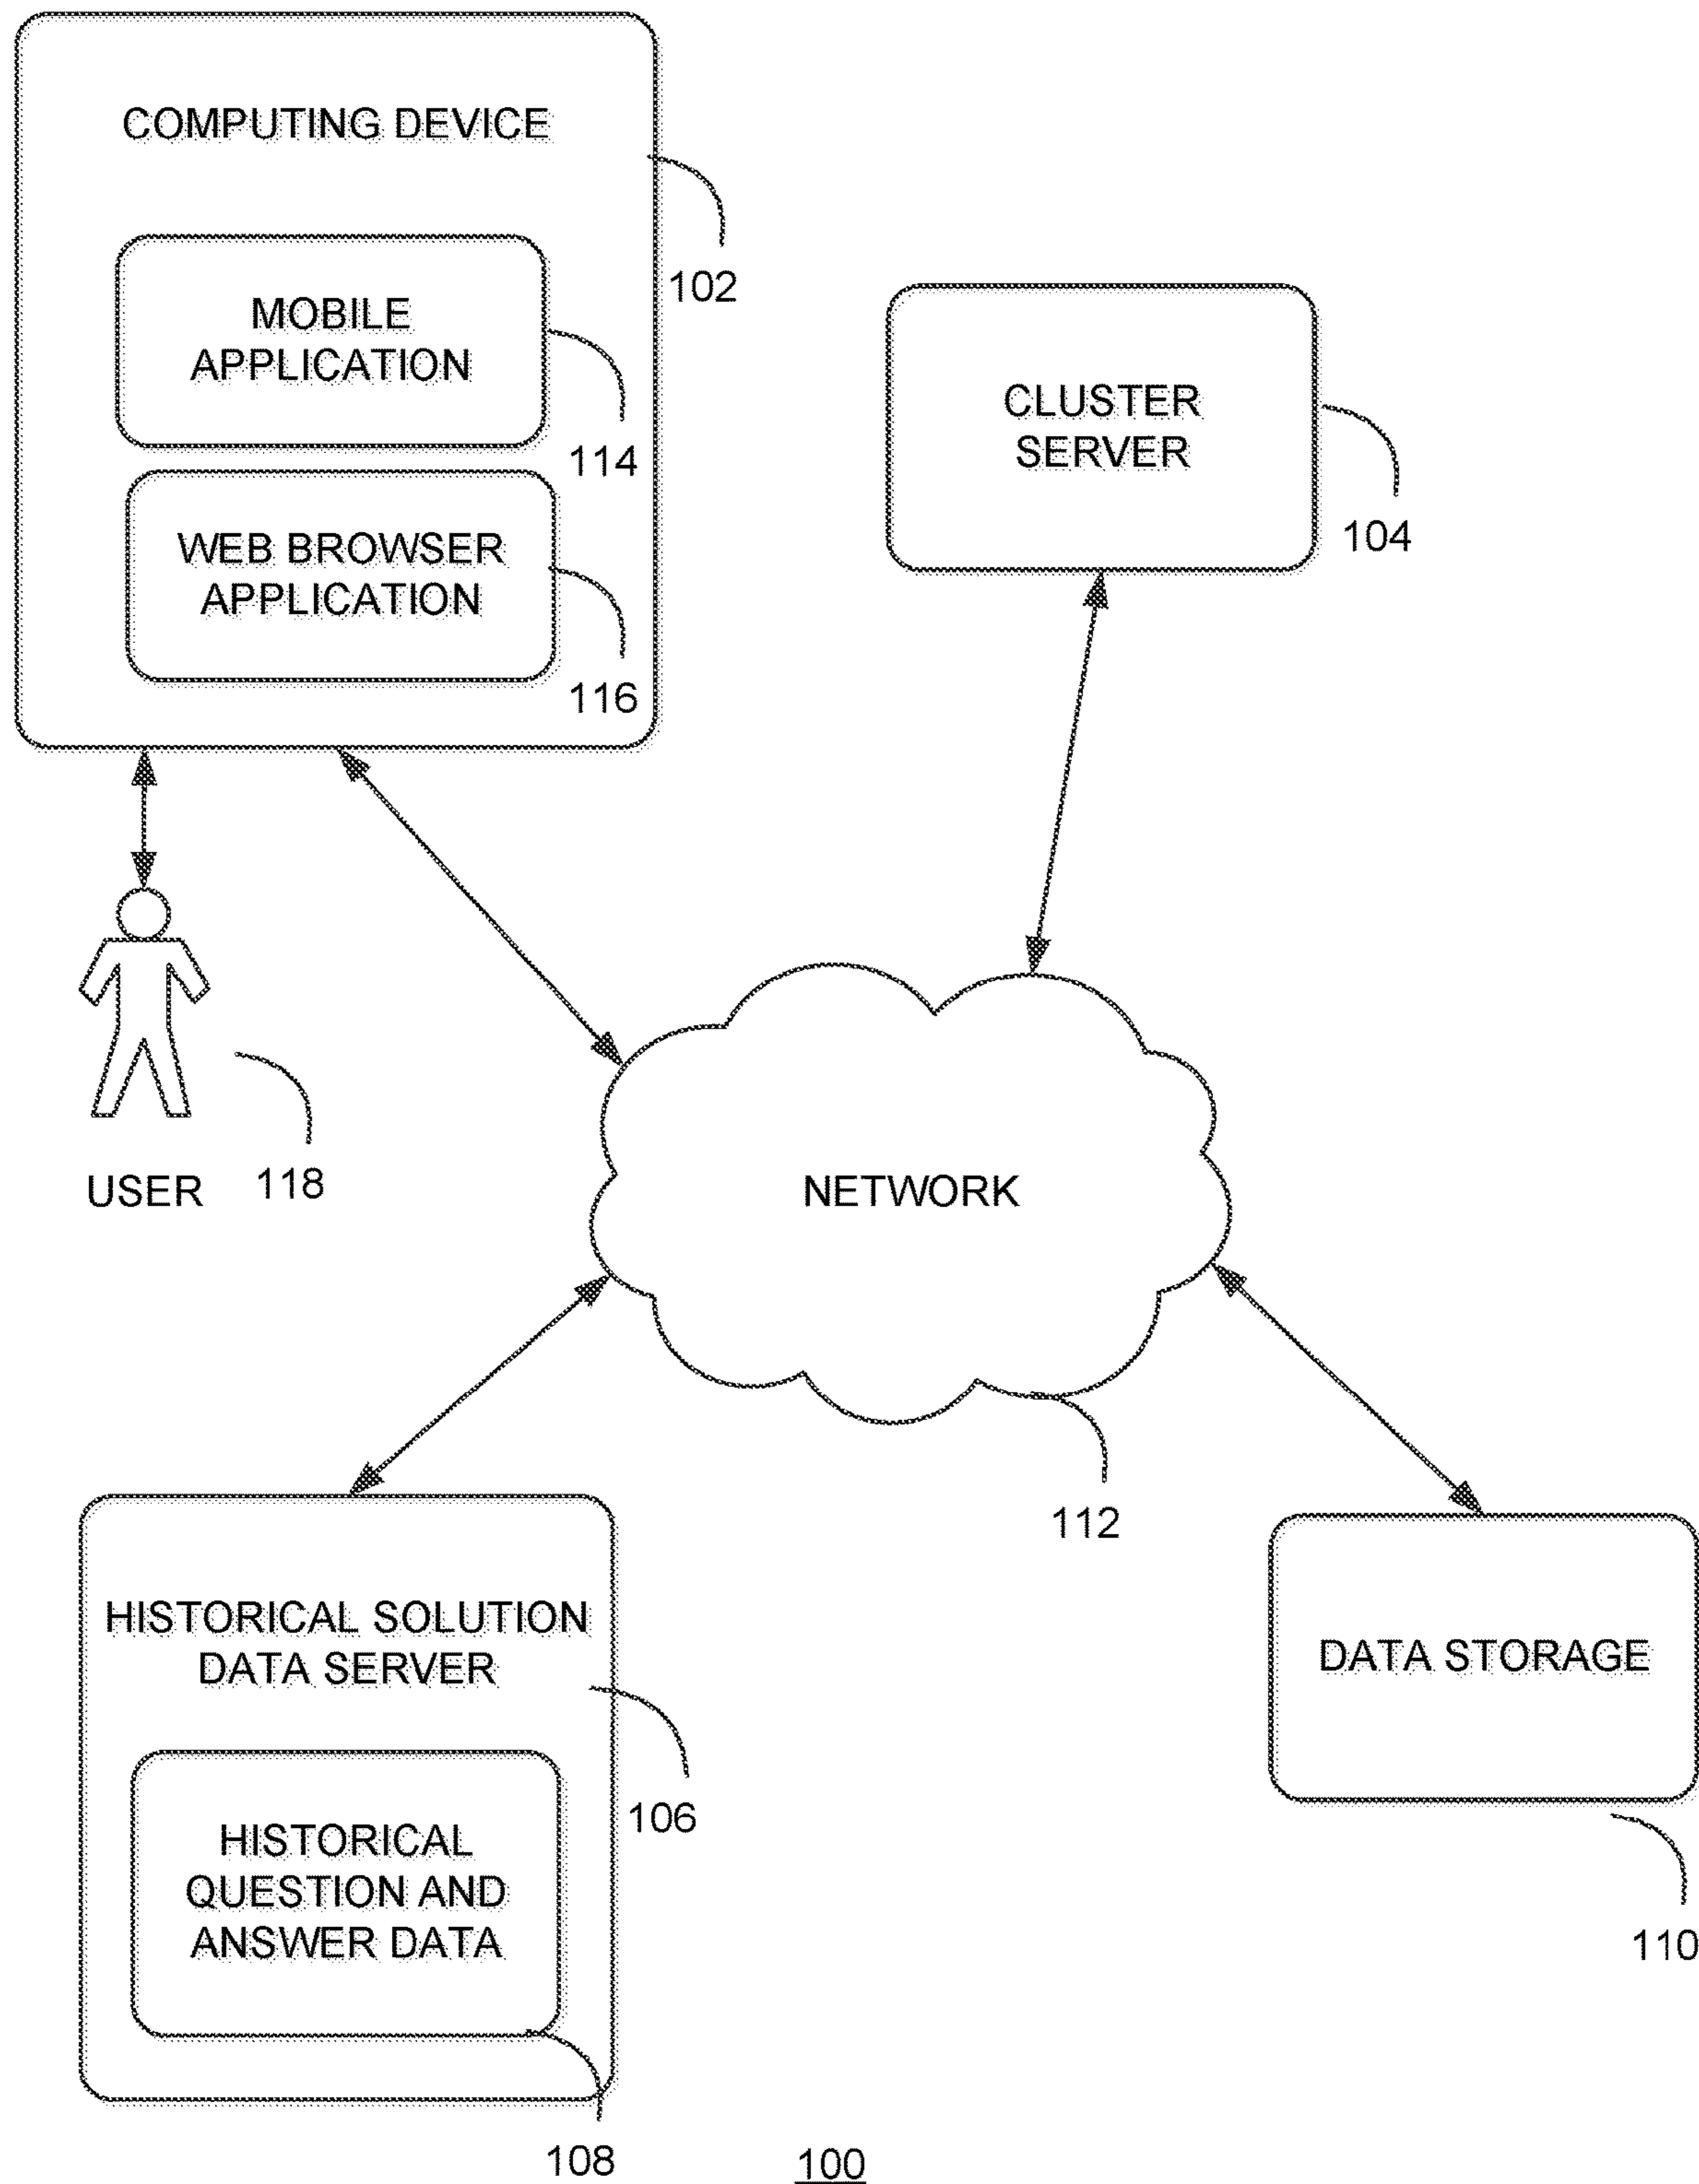 COMPUTING DEVICE
102
MOBILE
APPLICATION
114
WEB BROWSER
APPLICATION
116
CLUSTER
SERVER
104
USER
118
NETWORK
112
HISTORICAL SOLUTION
DATA SERVER
106
HISTORICAL
QUESTION AND
ANSWER DATA
108
DATA STORAGE
110
100